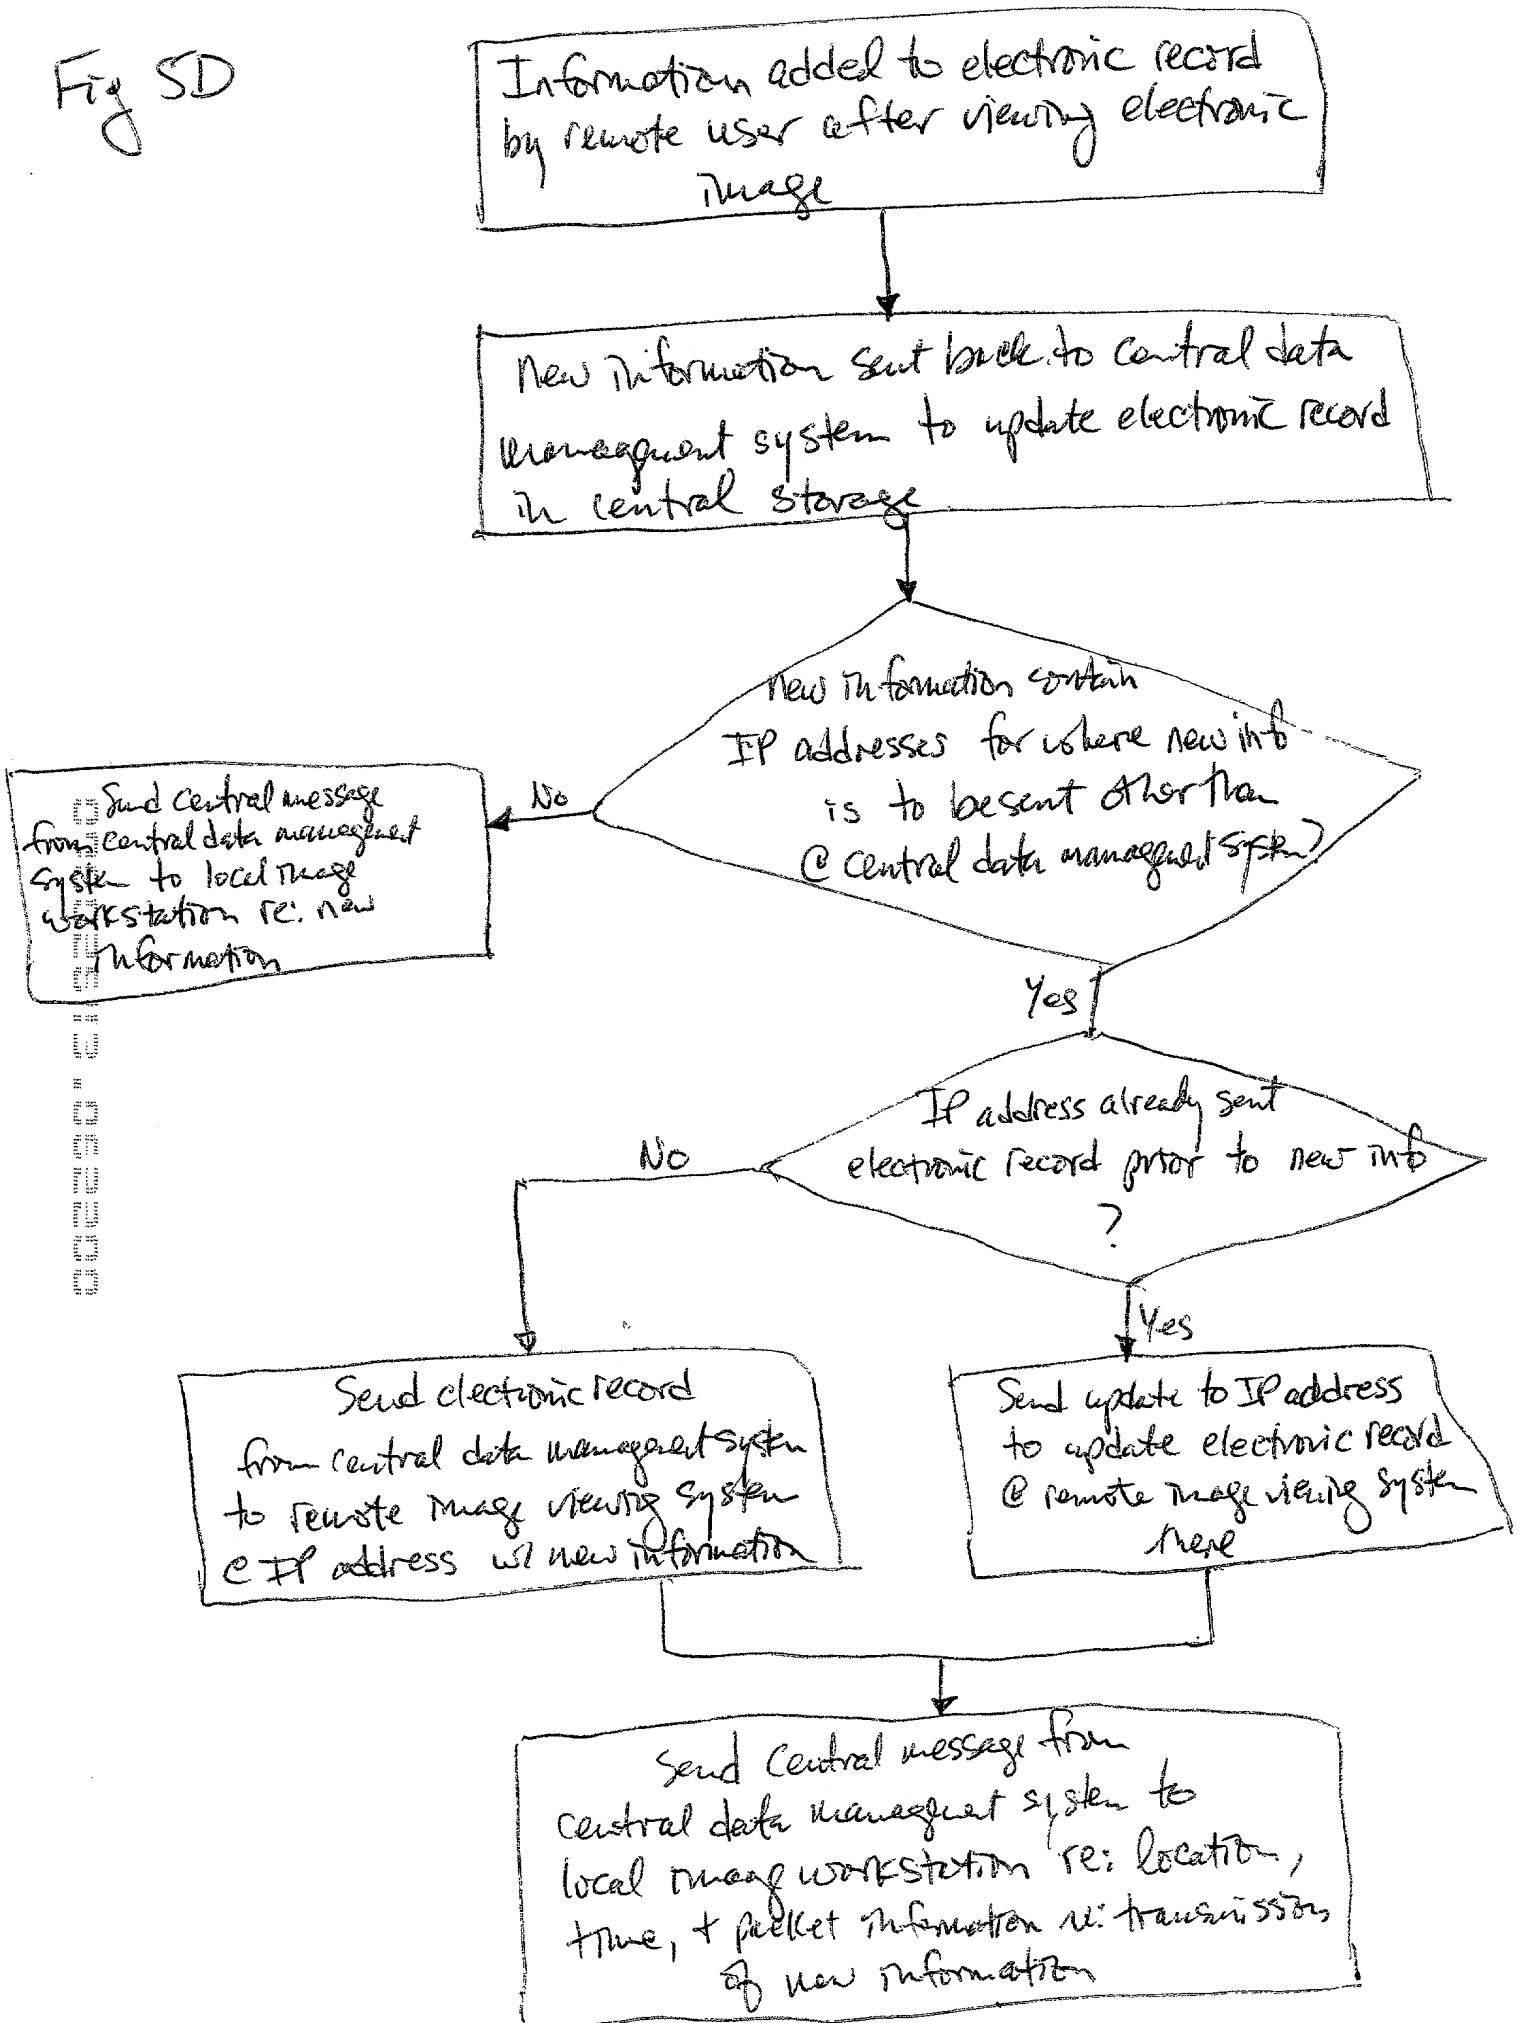 Fig 5D
Information added to electronic record
by remote user after viewing electronic
image
new information sent back to central data
managment system to update electronic record
in central storage
new information contain
IP addresses for where new info
is to be sent other than
@ central data managment system?
No
Send central message
from central data managment
system to local image
workstation re: new
information
Yes
IP address already sent
electronic record prior to new info
?
No
Yes
Send electronic record
from central data managment system
to remote image viewing system
@ IP address w/ new information
Send update to IP address
to update electronic record
@ remote image viewing system
there
Send Central message from
central data managment system to
local image workstation re: location,
time, + packet information re: transmission
of new information